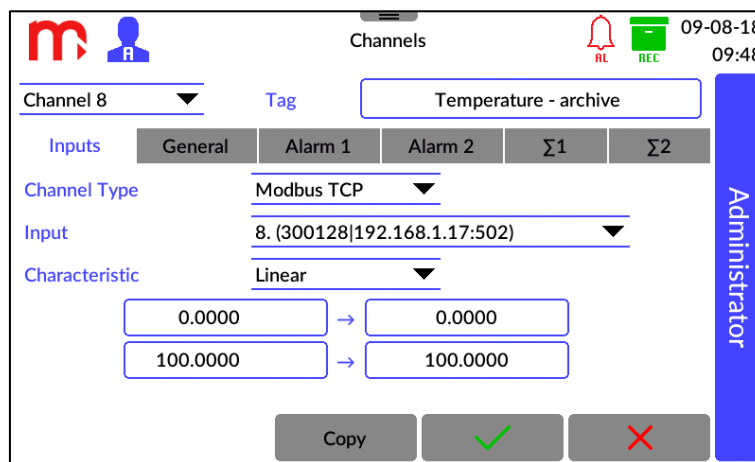 m
A
Channels
AL
REC
09-08-18
09:48
Channel 8
Tag
Temperature - archive
Inputs
General
Alarm 1
Alarm 2
∑1
∑2
Channel Type
Modbus TCP
Input
8. (300128|192.168.1.17:502)
Characteristic
Linear
0.0000 → 0.0000
100.0000 → 100.0000
Copy
Administrator